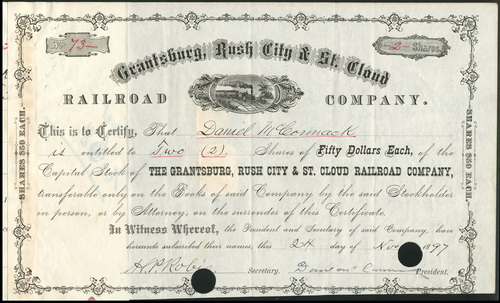 73
2 Shares.
Grantsburg, Rush City & St. Cloud
RAILROAD COMPANY.
SHARES $50 EACH.
SHARES $50 EACH.
This is to Certify, That Daniel McCormack
is entitled to Two (2) Shares of Fifty Dollars Each, of the
Capital Stock of THE GRANTSBURG, RUSH CITY & ST. CLOUD RAILROAD COMPANY,
transferable only on the Books of said Company by the said Stockholder
in person, or by Attorney, on the surrender of this Certificate.
In Witness Whereof, the President and Secretary of said Company, have
hereunto subscribed their names, this 24 day of Nov 1897
Secretary. President.